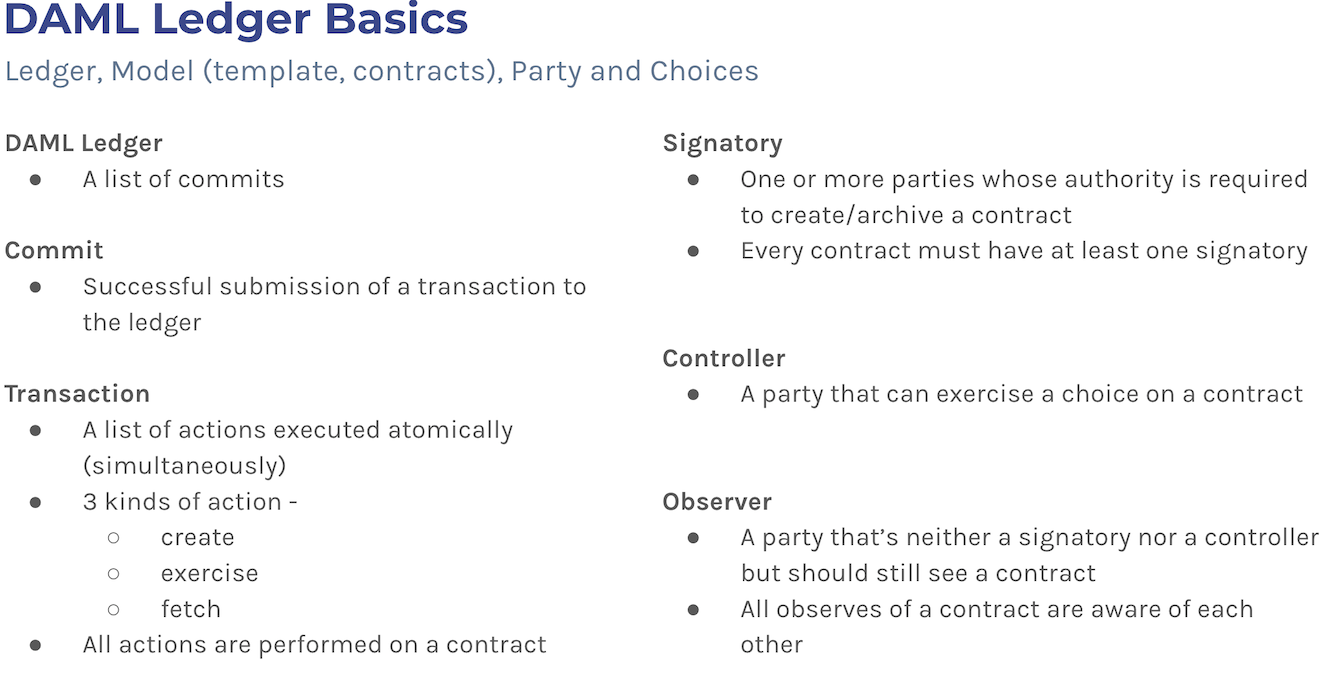 DAML Ledger Basics
Ledger, Model (template, contracts), Party and Choices
DAML Ledger
● A list of commits
Commit
● Successful submission of a transaction to
the ledger
Transaction
● A list of actions executed atomically
(simultaneously)
● 3 kinds of action -
○ create
○ exercise
○ fetch
● All actions are performed on a contract
Signatory
● One or more parties whose authority is required
to create/archive a contract
● Every contract must have at least one signatory
Controller
● A party that can exercise a choice on a contract
Observer
● A party that’s neither a signatory nor a controller
but should still see a contract
● All observes of a contract are aware of each
other